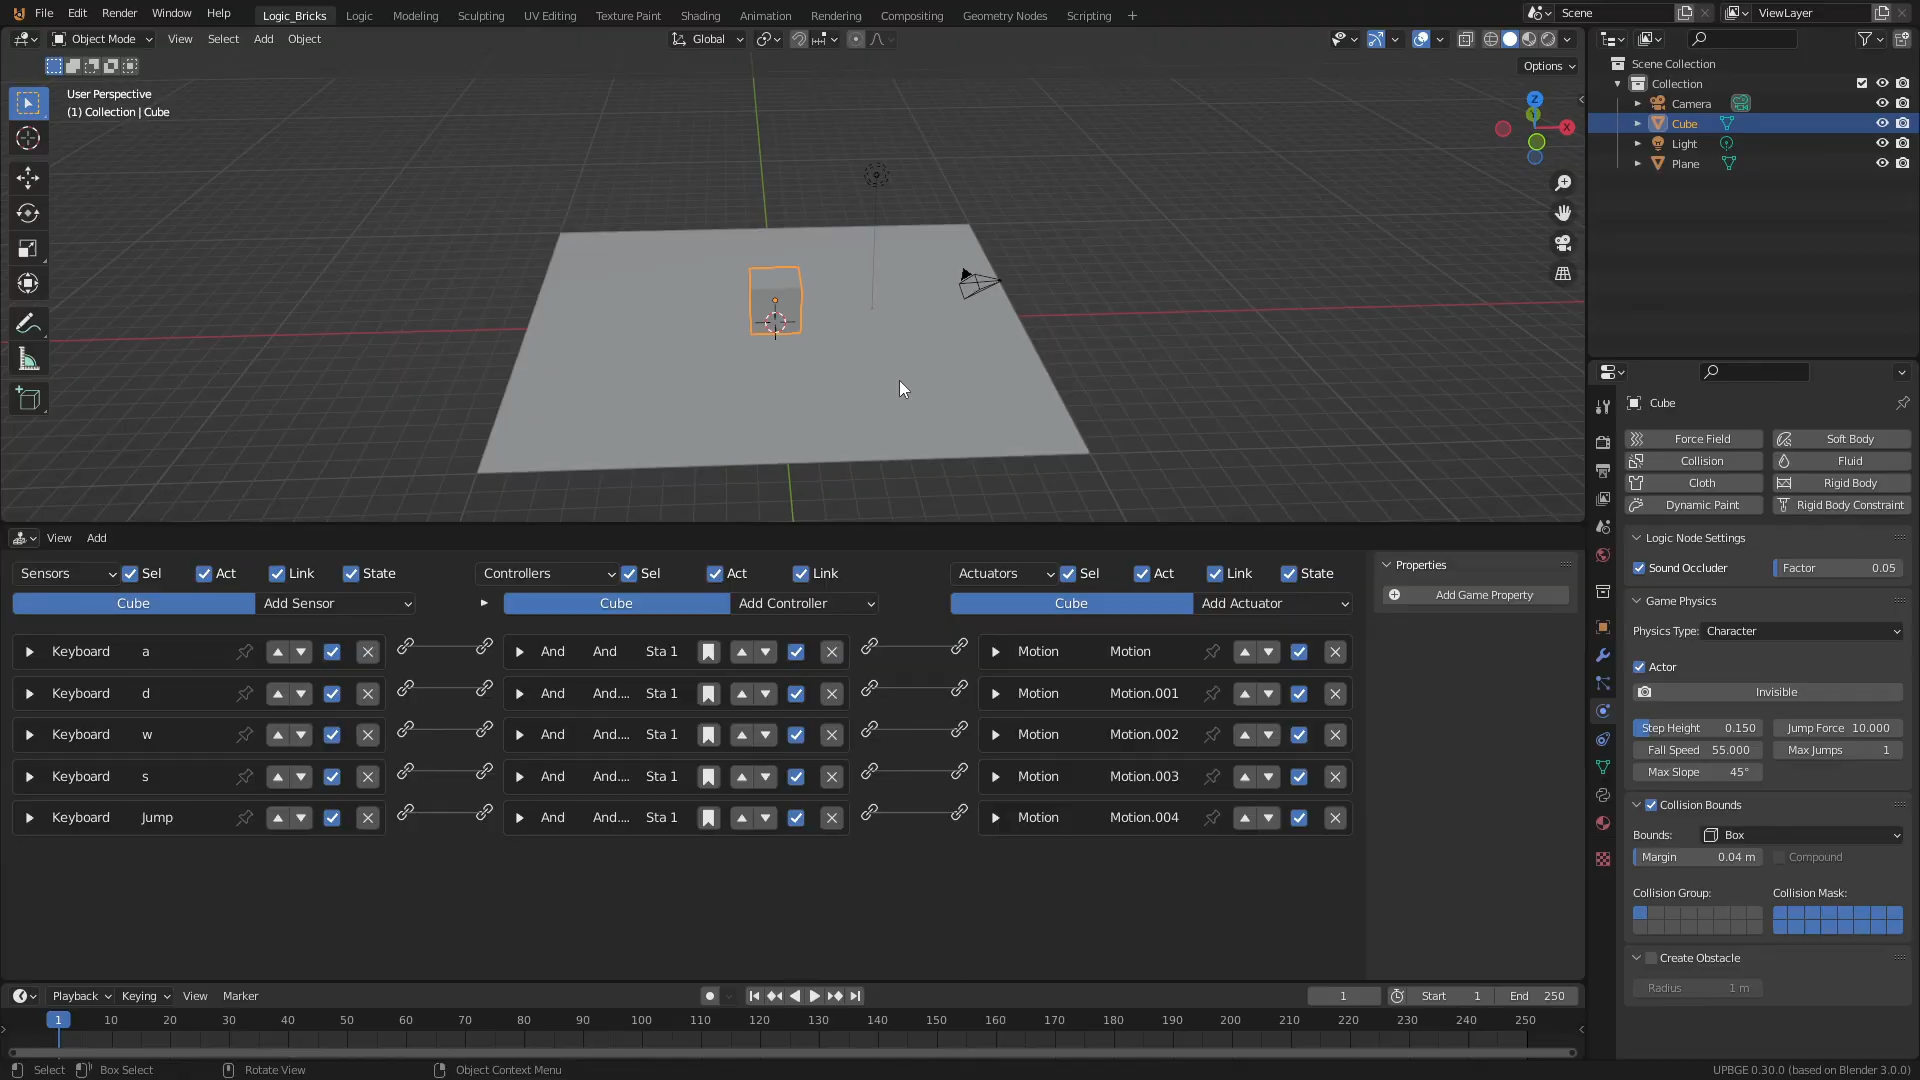 File Edit Render Window Help Logic_Bricks Logic Modeling Sculpting UV Editing Texture Paint Shading Animation Rendering Compositing Geometry Nodes Scripting + Scene ViewLayer
Object Mode View Select Add Object Global
Options
User Perspective
(1) Collection | Cube
Z
Y
X
Scene Collection
Collection
Camera
Cube
Light
Plane
View Add
Sensors Sel Act Link State Controllers Sel Act Link Actuators Sel Act Link State
Cube Add Sensor Cube Add Controller Cube Add Actuator
Keyboard a And And Sta 1 Motion Motion
Keyboard d And And.... Sta 1 Motion Motion.001
Keyboard w And And.... Sta 1 Motion Motion.002
Keyboard s And And.... Sta 1 Motion Motion.003
Keyboard Jump And And.... Sta 1 Motion Motion.004
Properties
Add Game Property
Cube
Force Field Soft Body
Collision Fluid
Cloth Rigid Body
Dynamic Paint Rigid Body Constraint
Logic Node Settings
Sound Occluder Factor 0.05
Game Physics
Physics Type: Character
Actor
Invisible
Step Height 0.150 Jump Force 10.000
Fall Speed 55.000 Max Jumps 1
Max Slope 45°
Collision Bounds
Bounds: Box
Margin 0.04 m Compound
Collision Group: Collision Mask:
Create Obstacle
Radius 1 m
Playback Keying View Marker 1 Start 1 End 250
1 10 20 30 40 50 60 70 80 90 100 110 120 130 140 150 160 170 180 190 200 210 220 230 240 250
Select Box Select Rotate View Object Context Menu UPBGE 0.30.0 (based on Blender 3.0.0)